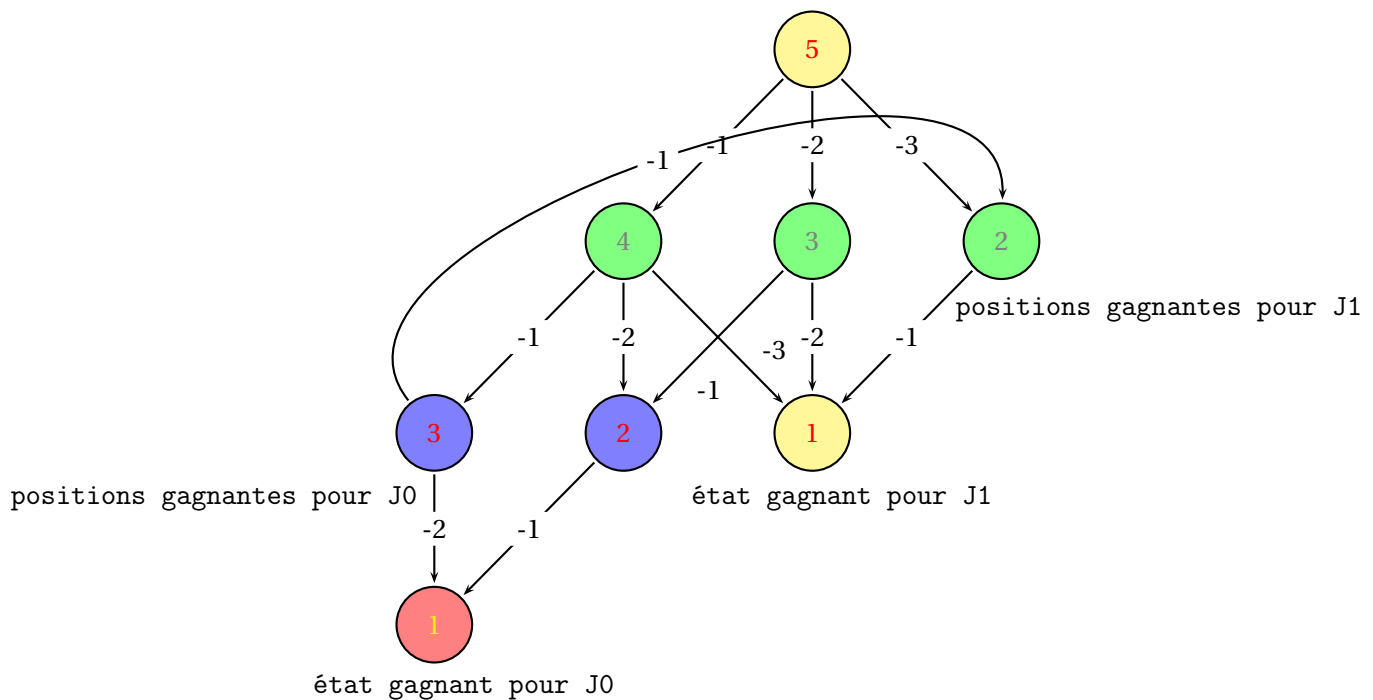 5
-1 -1 -2 -3
4 3 2
positions gagnantes pour J1
-1 -2 -3 -2 -1
-1
3 2 1
positions gagnantes pour J0 état gagnant pour J1
-2 -1
1
état gagnant pour J0